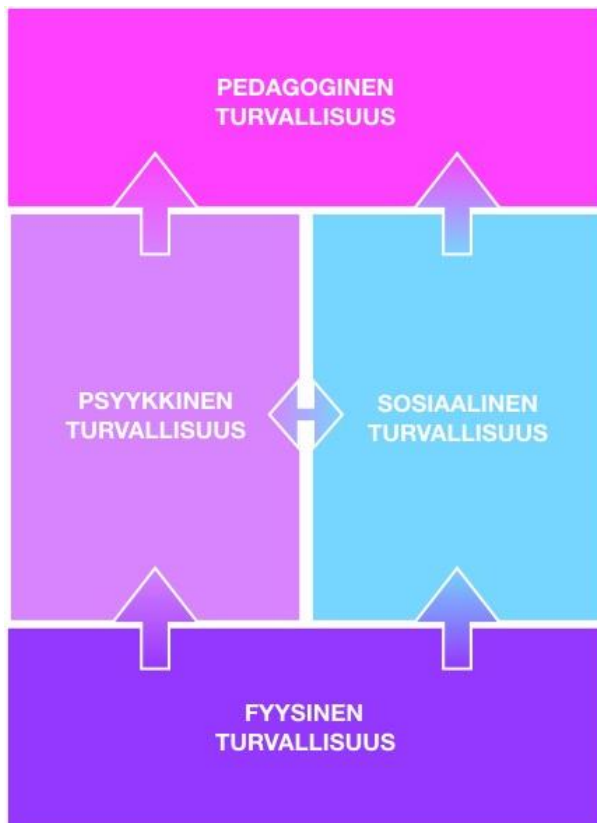 PEDAGOGINEN
TURVALLISUUS
PSYYKKINEN
TURVALLISUUS
SOSIAALINEN
TURVALLISUUS
FYYSINEN
TURVALLISUUS